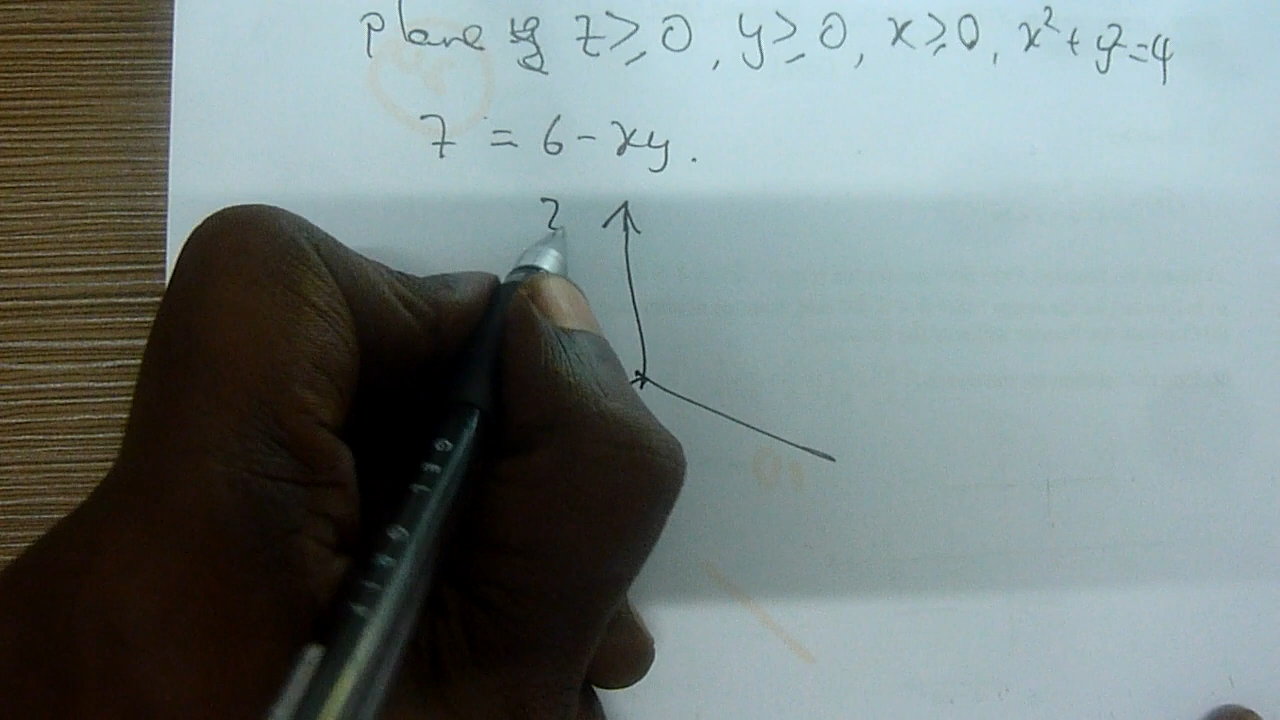 plane z ≥ 0, y ≥ 0, x ≥ 0, x² + y² = 4
z = 6 - xy.
z